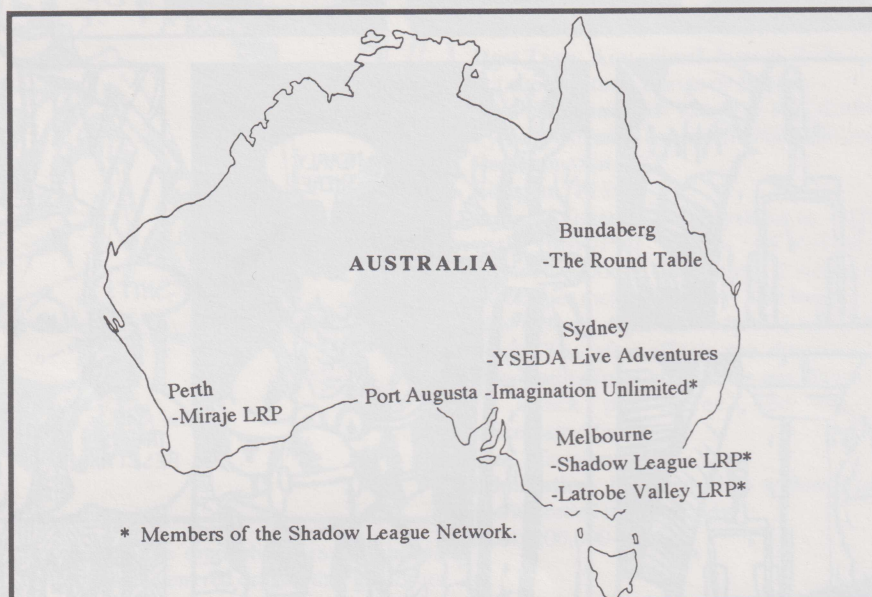 Bundaberg
-The Round Table
AUSTRALIA
Sydney
-YSEDA Live Adventures
Perth
-Miraje LRP
Port Augusta -Imagination Unlimited*
Melbourne
-Shadow League LRP*
-Latrobe Valley LRP*
* Members of the Shadow League Network.